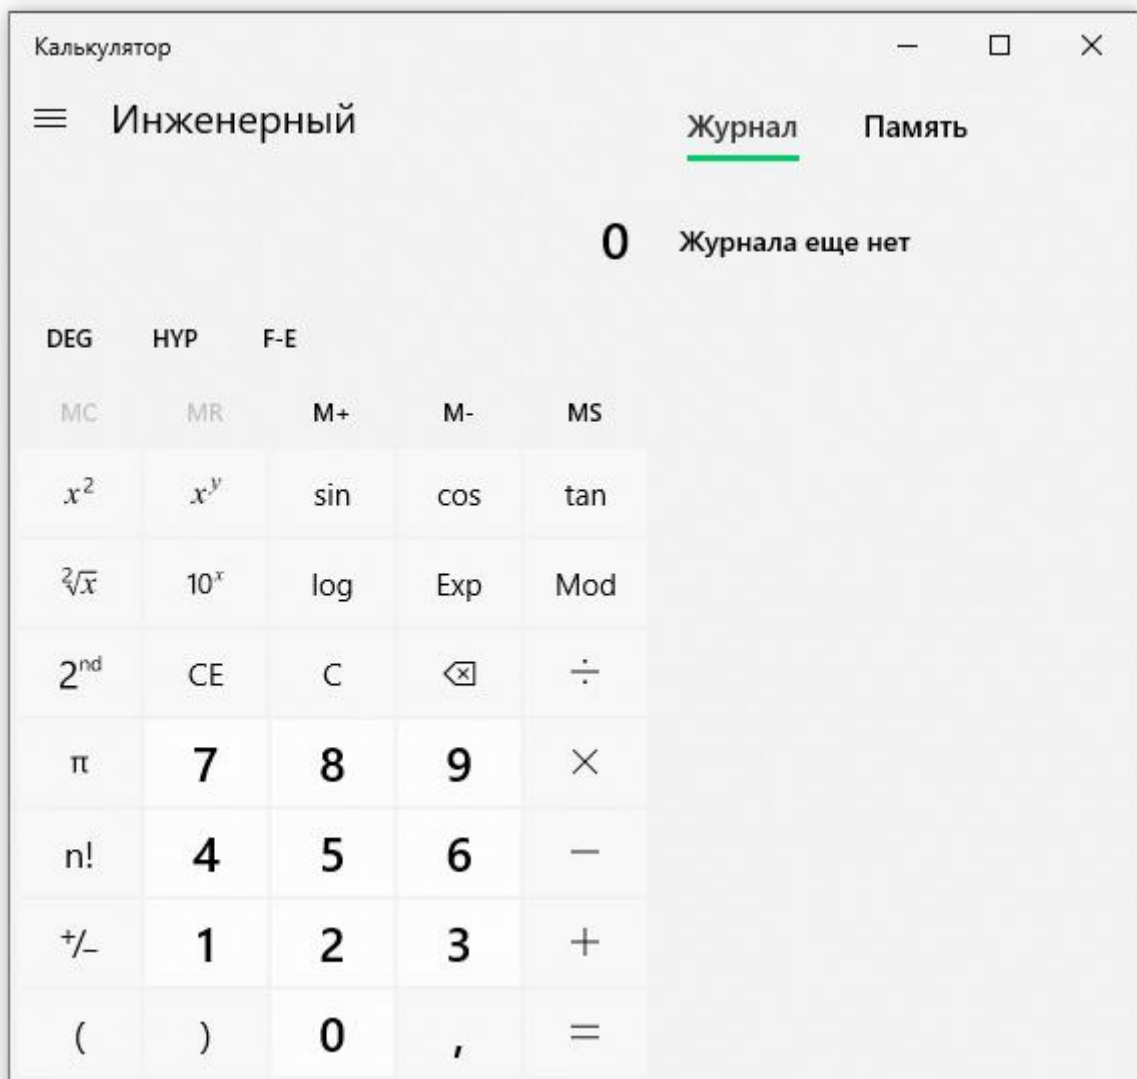 Калькулятор
Инженерный
Журнал Память
0
Журнала еще нет
DEG HYP F-E
MC MR M+ M- MS
x² xʸ sin cos tan
²√x 10ˣ log Exp Mod
2ⁿᵈ CE C ÷
π 7 8 9 ×
n! 4 5 6 −
+/− 1 2 3 +
( ) 0 , =